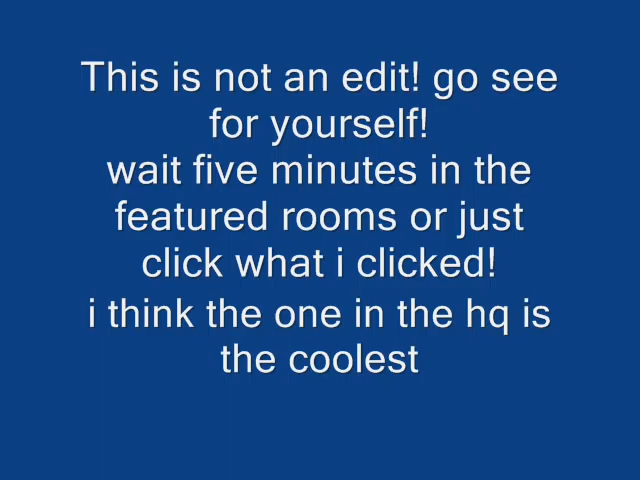 This is not an edit! go see
for yourself!
wait five minutes in the
featured rooms or just
click what i clicked!
i think the one in the hq is
the coolest